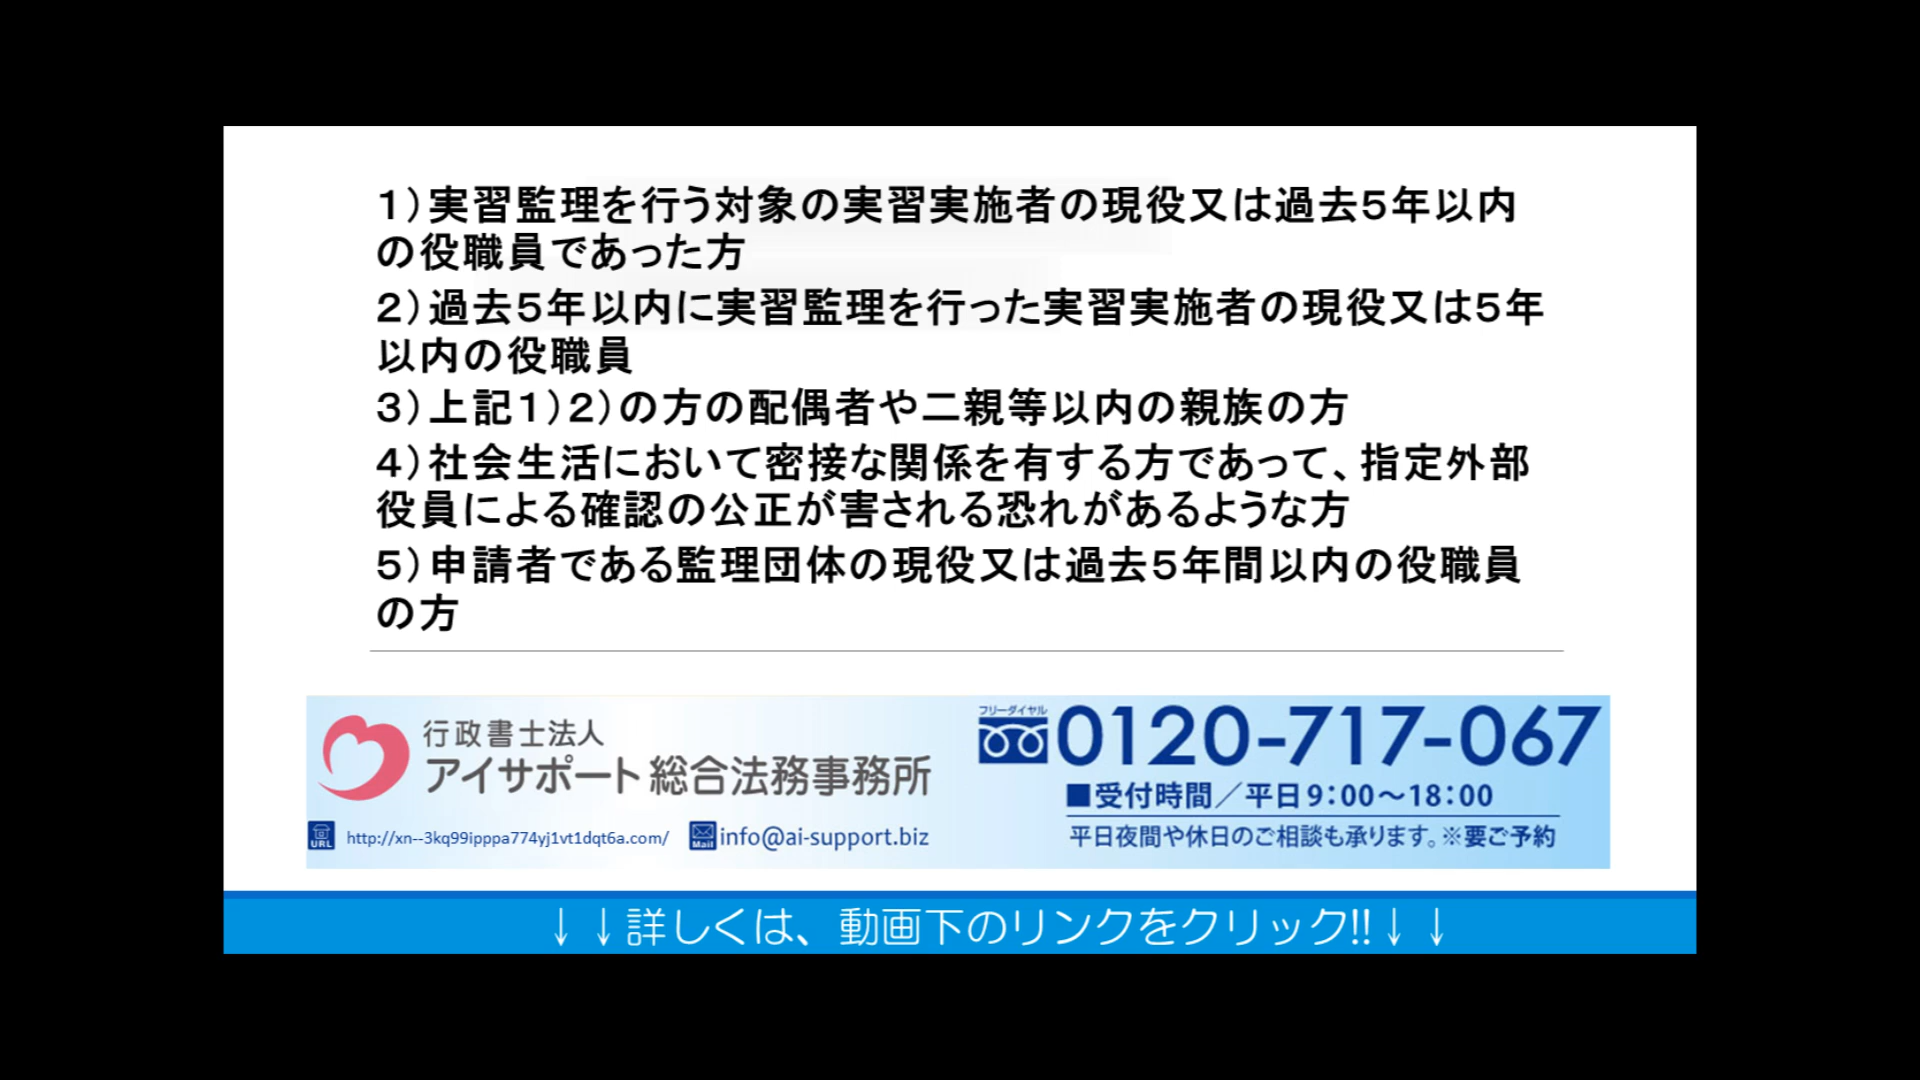 1）実習監理を行う対象の実習実施者の現役又は過去5年以内
の役職員であった方
2）過去5年以内に実習監理を行った実習実施者の現役又は5年
以内の役職員
3）上記1）2）の方の配偶者や二親等以内の親族の方
4）社会生活において密接な関係を有する方であって、指定外部
役員による確認の公正が害される恐れがあるような方
5）申請者である監理団体の現役又は過去5年間以内の役職員
の方
行政書士法人
アイサポート総合法務事務所
URL http://xn--3kq99ipppa774yj1vt1dqt6a.com/ Mail info@ai-support.biz
フリーダイヤル
0120-717-067
■受付時間／平日9：00～18：00
平日夜間や休日のご相談も承ります。※要ご予約
↓↓詳しくは、動画下のリンクをクリック!!↓↓